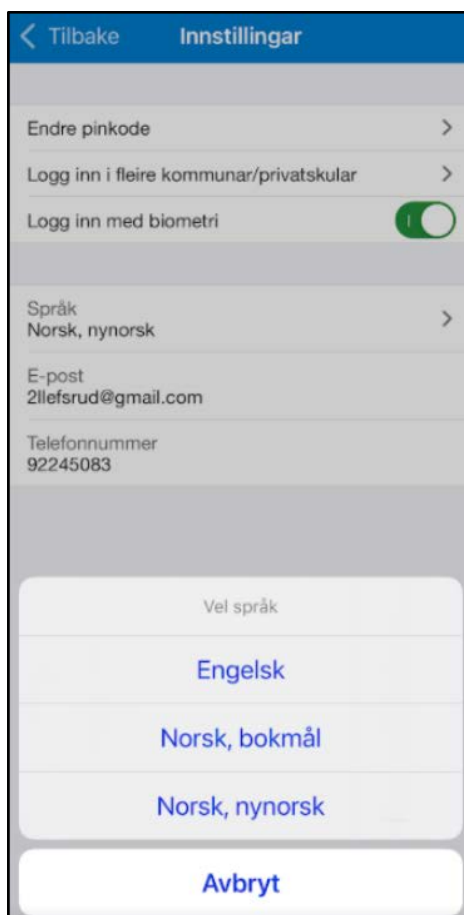 Tilbake Innstillingar
Endre pinkode
Logg inn i fleire kommunar/privatskular
Logg inn med biometri
Språk
Norsk, nynorsk
E-post
2llefsrud@gmail.com
Telefonnummer
92245083
Vel språk
Engelsk
Norsk, bokmål
Norsk, nynorsk
Avbryt